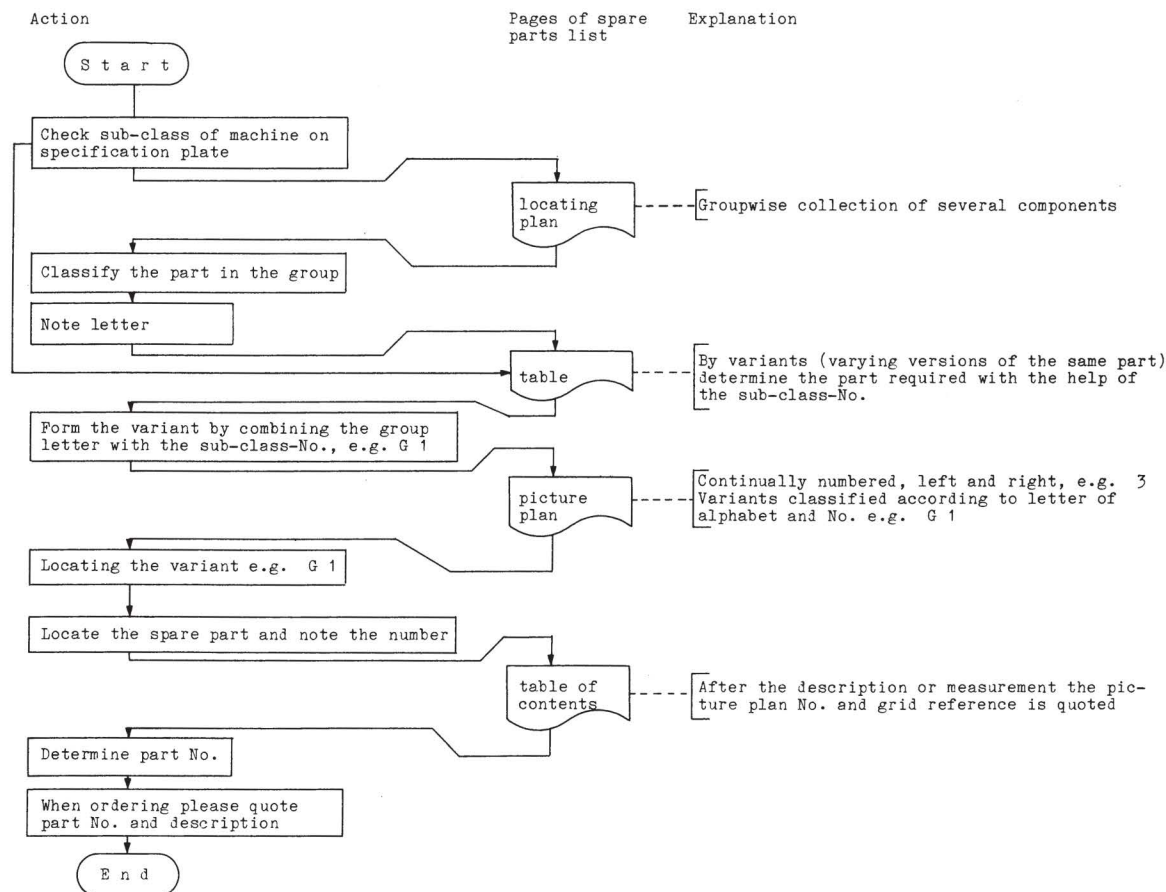 Action
Pages of spare
parts list
Explanation
S t a r t
Check sub-class of machine on
specification plate
locating
plan
Groupwise collection of several components
Classify the part in the group
Note letter
table
By variants (varying versions of the same part)
determine the part required with the help of
the sub-class-No.
Form the variant by combining the group
letter with the sub-class-No., e.g. G 1
picture
plan
Continually numbered, left and right, e.g. 3
Variants classified according to letter of
alphabet and No. e.g. G 1
Locating the variant e.g. G 1
Locate the spare part and note the number
table of
contents
After the description or measurement the pic-
ture plan No. and grid reference is quoted
Determine part No.
When ordering please quote
part No. and description
E n d